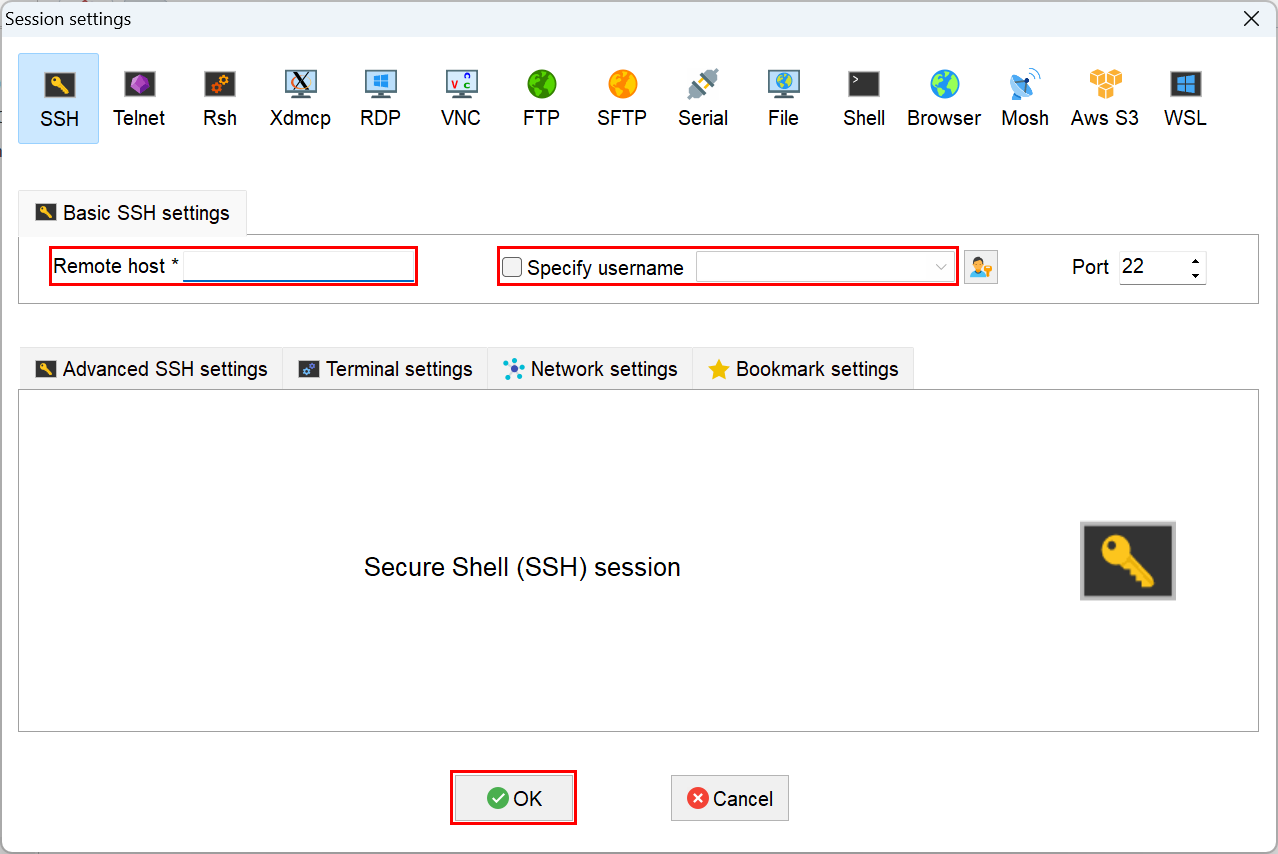 Session settings
SSH Telnet Rsh Xdmcp RDP VNC FTP SFTP Serial File Shell Browser Mosh Aws S3 WSL
Basic SSH settings
Remote host * Specify username Port 22
Advanced SSH settings Terminal settings Network settings Bookmark settings
Secure Shell (SSH) session
OK Cancel